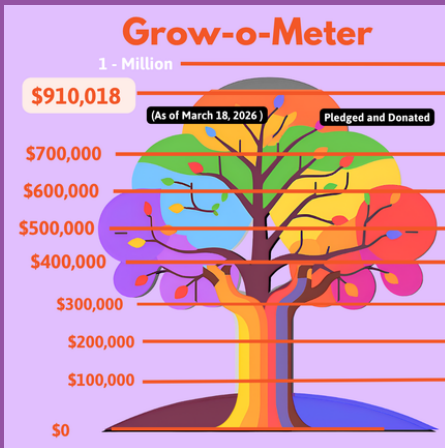 Grow-o-Meter
1 - Million
$910,018
(As of March 18, 2026 )
Pledged and Donated
$700,000
$600,000
$500,000
$400,000
$300,000
$200,000
$100,000
$0